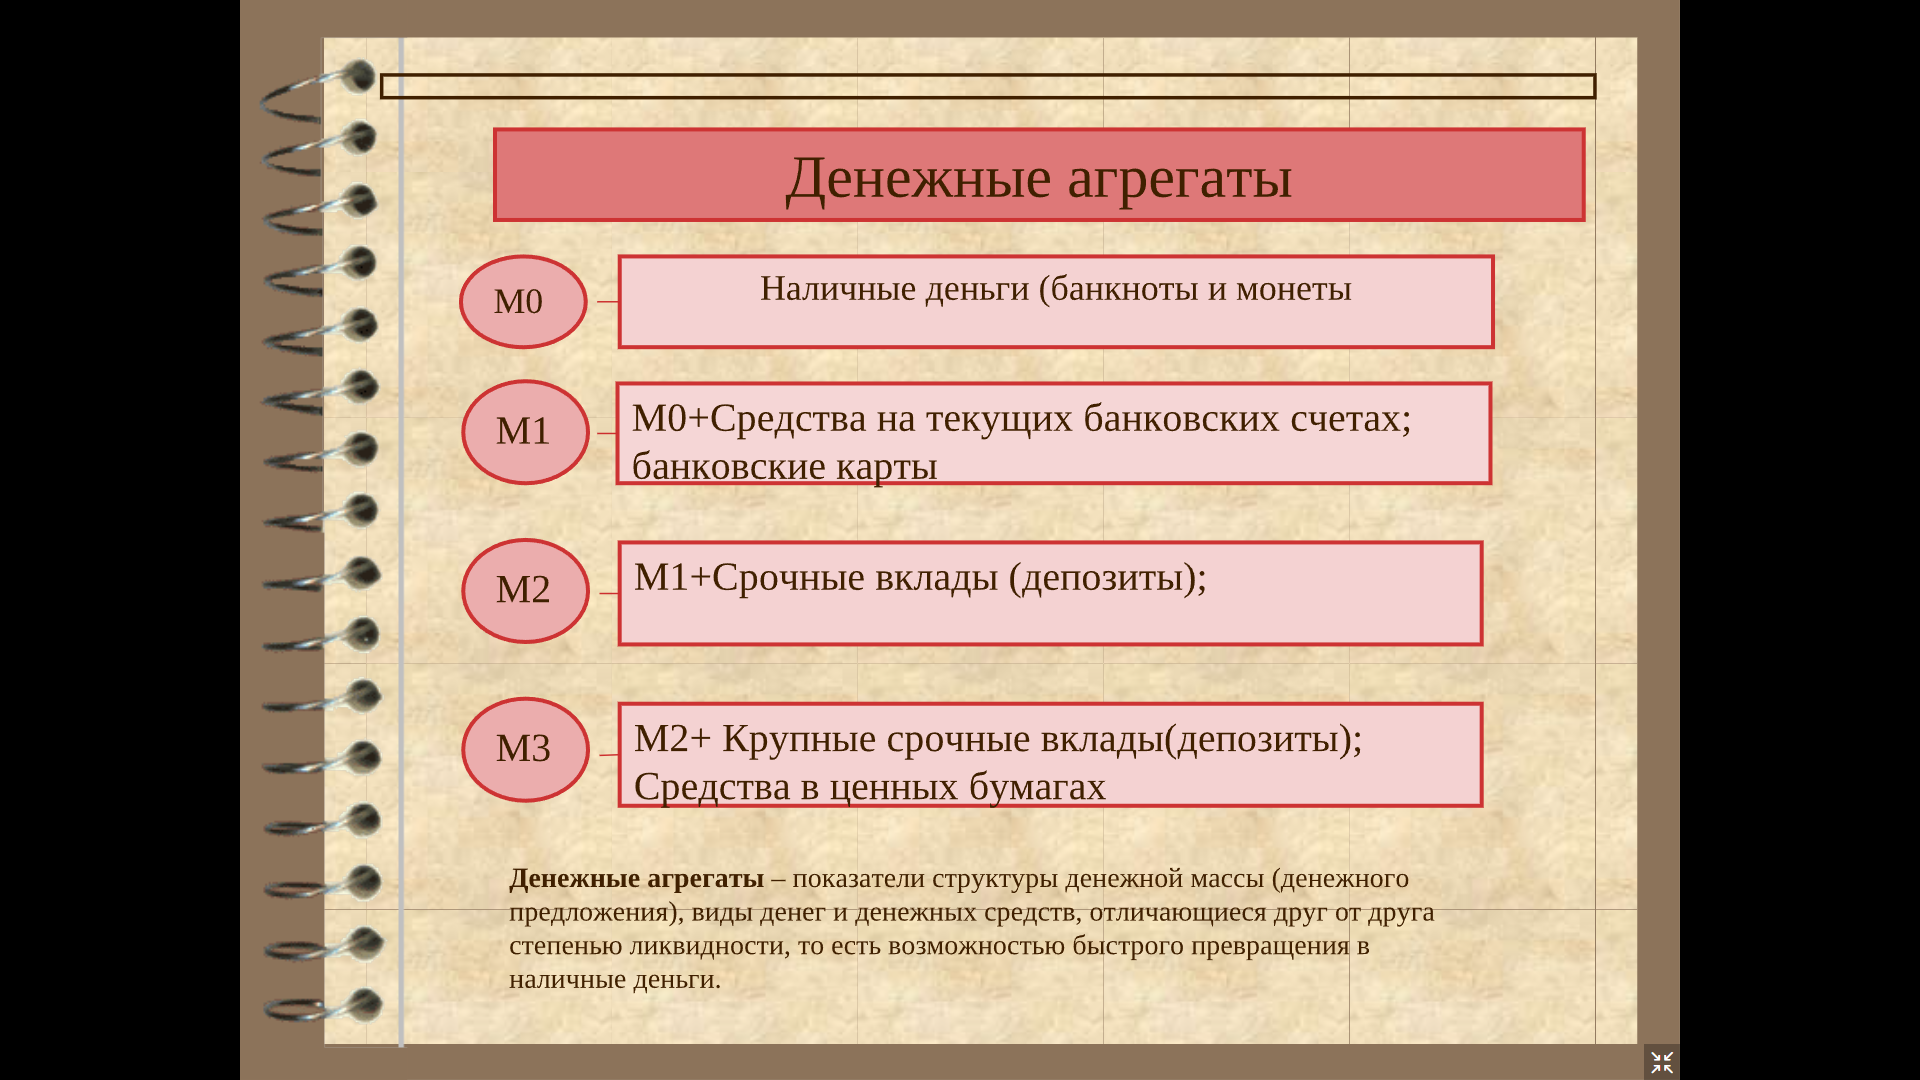 Денежные агрегаты
М0
Наличные деньги (банкноты и монеты
М1
М0+Средства на текущих банковских счетах;
банковские карты
М2
М1+Срочные вклады (депозиты);
М3
М2+ Крупные срочные вклады(депозиты);
Средства в ценных бумагах
Денежные агрегаты – показатели структуры денежной массы (денежного
предложения), виды денег и денежных средств, отличающиеся друг от друга
степенью ликвидности, то есть возможностью быстрого превращения в
наличные деньги.